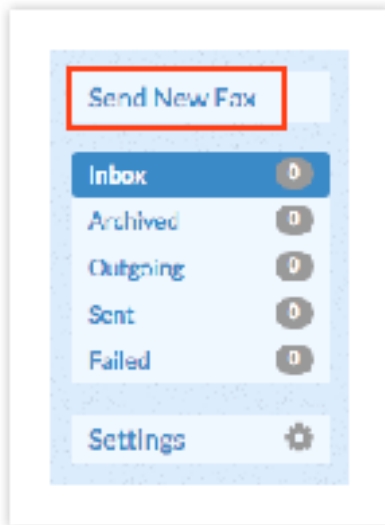 Send New Fax
Inbox 0
Archived 0
Outgoing 0
Sent 0
Failed 0
Settings